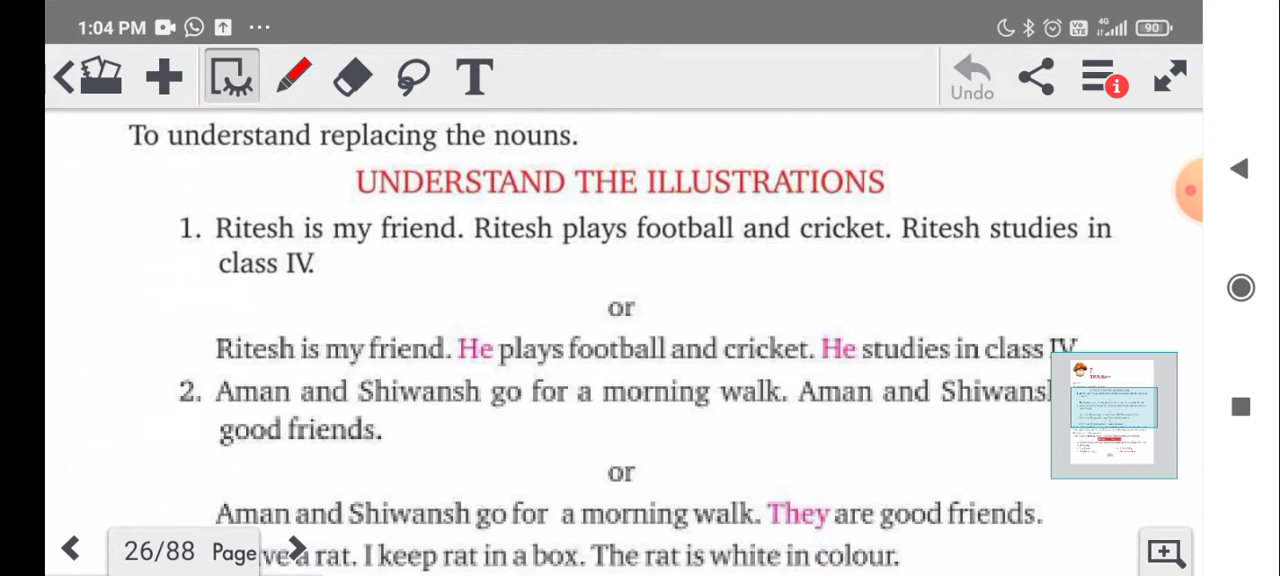 1:04 PM ...
4G 90
T
Undo
To understand replacing the nouns.
UNDERSTAND THE ILLUSTRATIONS
1. Ritesh is my friend. Ritesh plays football and cricket. Ritesh studies in
class IV.
or
Ritesh is my friend. He plays football and cricket. He studies in class IV.
2. Aman and Shiwansh go for a morning walk. Aman and Shiwansh
good friends.
or
Aman and Shiwansh go for a morning walk. They are good friends.
26/88 Page
ve a rat. I keep rat in a box. The rat is white in colour.